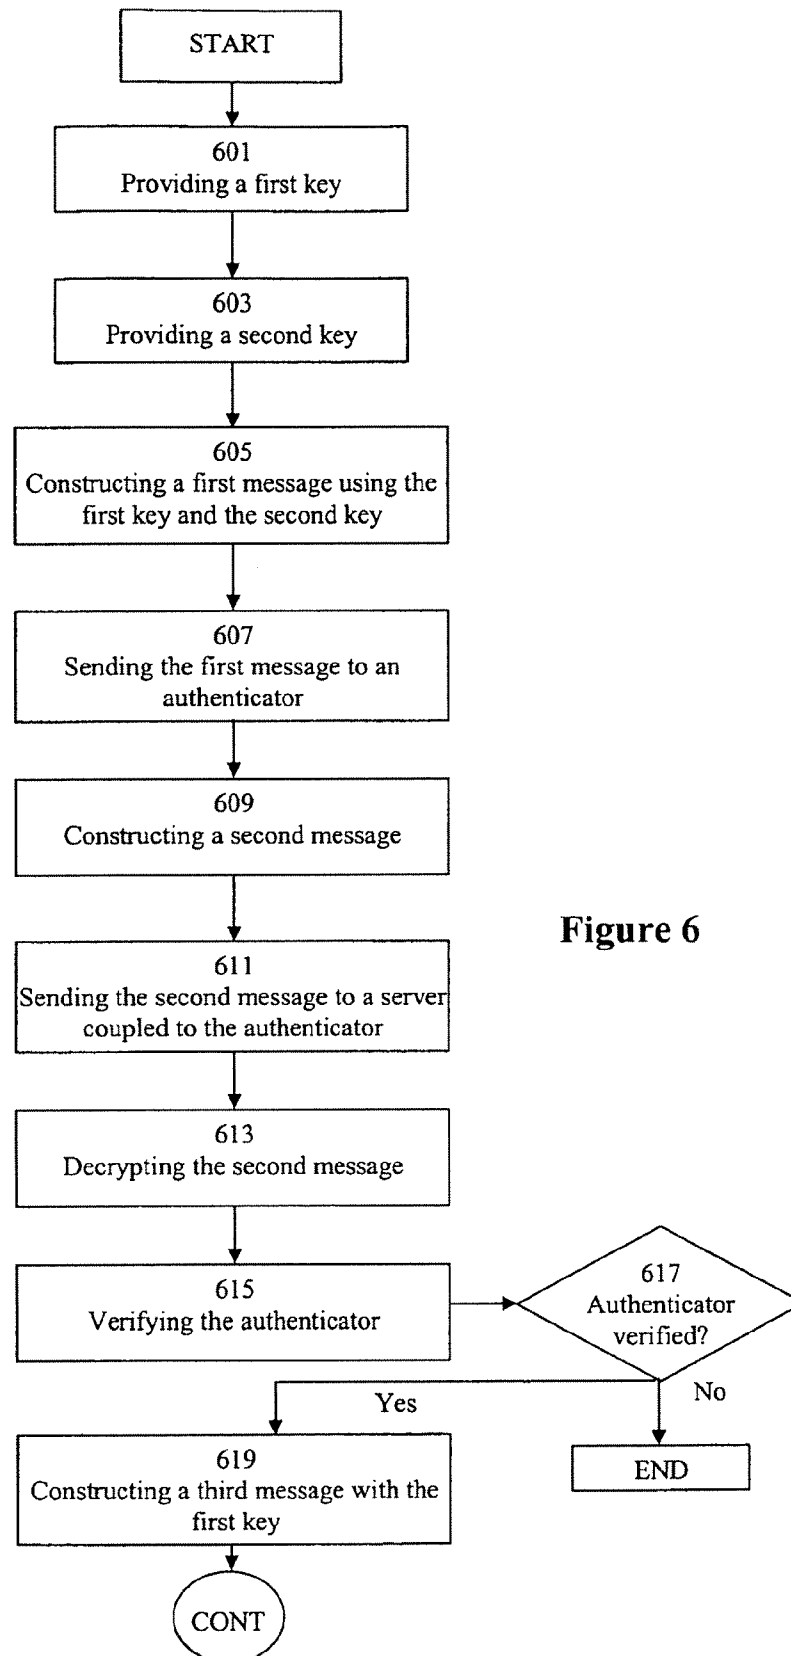 START
601
Providing a first key
603
Providing a second key
605
Constructing a first message using the
first key and the second key
607
Sending the first message to an
authenticator
609
Constructing a second message
Figure 6
611
Sending the second message to a server
coupled to the authenticator
613
Decrypting the second message
615
Verifying the authenticator
617
Authenticator
verified?
Yes
No
619
Constructing a third message with the
first key
END
CONT